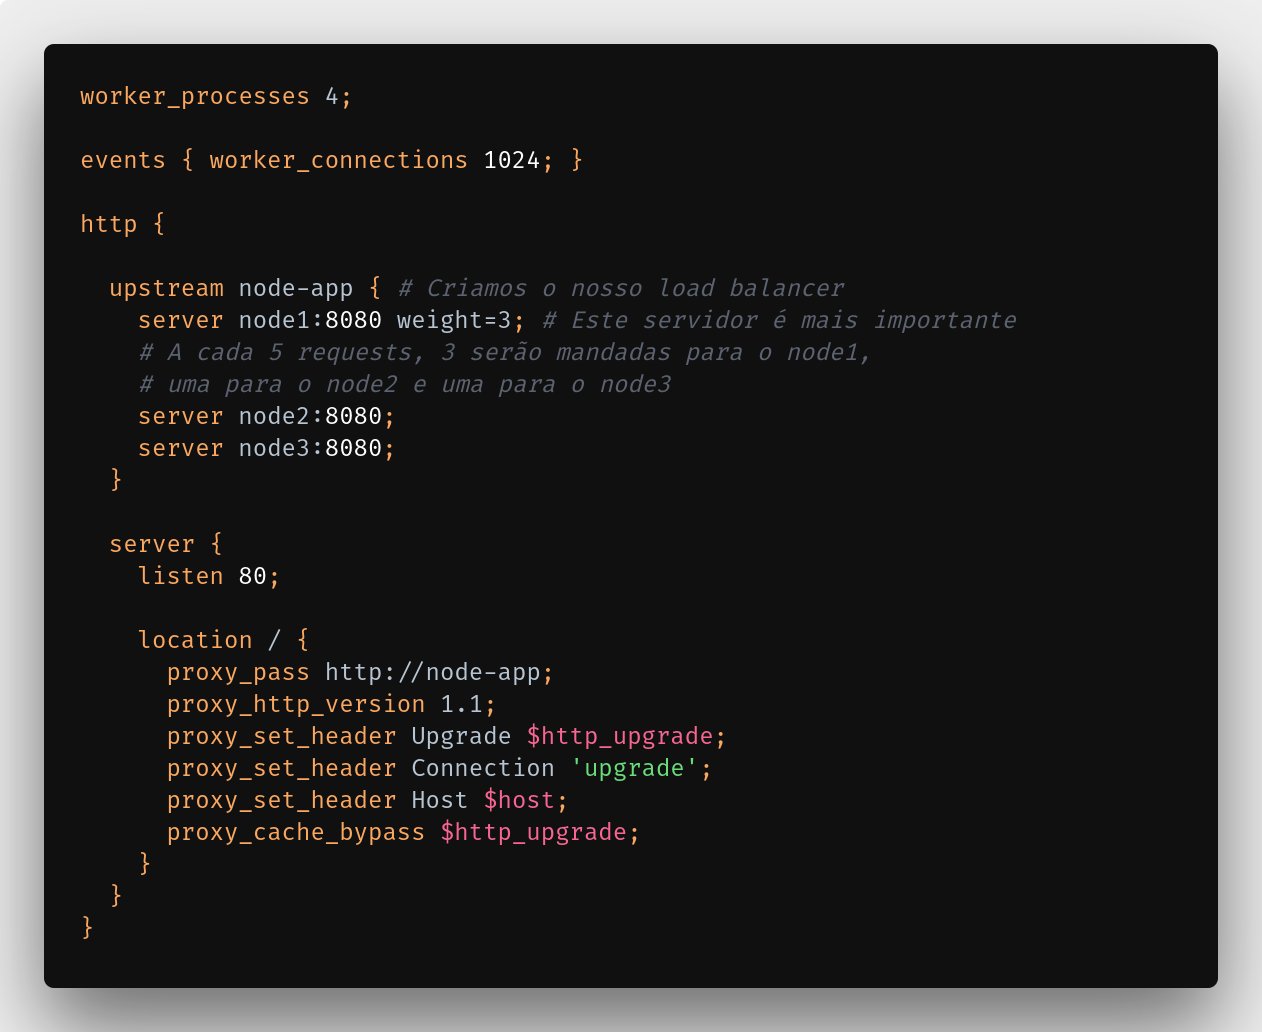 worker_processes 4;
events { worker_connections 1024; }
http {
upstream node-app { # Criamos o nosso load balancer
server node1:8080 weight=3; # Este servidor é mais importante
# A cada 5 requests, 3 serão mandadas para o node1,
# uma para o node2 e uma para o node3
server node2:8080;
server node3:8080;
}
server {
listen 80;
location / {
proxy_pass http://node-app;
proxy_http_version 1.1;
proxy_set_header Upgrade $http_upgrade;
proxy_set_header Connection 'upgrade';
proxy_set_header Host $host;
proxy_cache_bypass $http_upgrade;
}
}
}